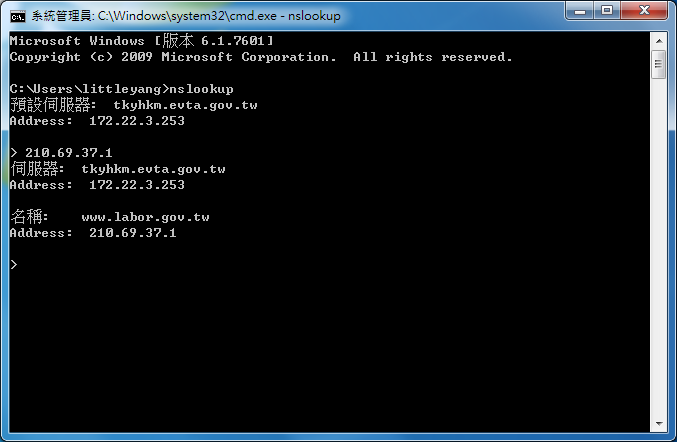 系統管理員: C:\Windows\system32\cmd.exe - nslookup
Microsoft Windows [版本 6.1.7601]
Copyright (c) 2009 Microsoft Corporation.  All rights reserved.
C:\Users\littleyang>nslookup
預設伺服器:  tkyhkm.evta.gov.tw
Address:  172.22.3.253
> 210.69.37.1
伺服器:  tkyhkm.evta.gov.tw
Address:  172.22.3.253
名稱:    www.labor.gov.tw
Address:  210.69.37.1
>